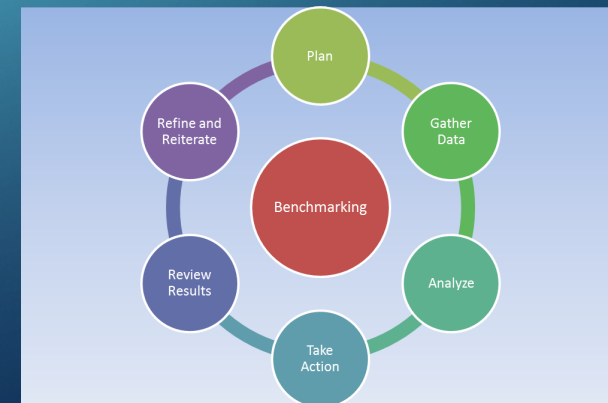 Plan
Gather
Data
Analyze
Take
Action
Review
Results
Refine and
Reiterate
Benchmarking